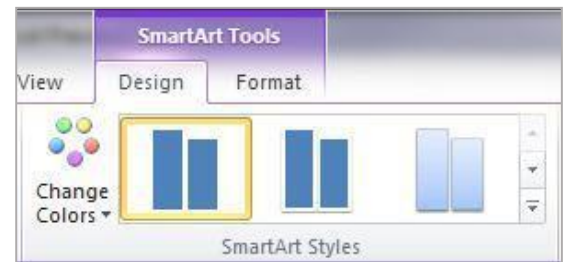 SmartArt Tools
View Design Format
Change
Colors
SmartArt Styles